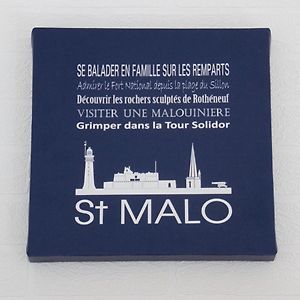 SE BALADER EN FAMILLE SUR LES REMPARTS
Admirer le Fort National depuis la plage du Sillon
Découvrir les rochers sculptés de Rothéneuf
VISITER UNE MALOUINIERE
Grimper dans la Tour Solidor
St MALO